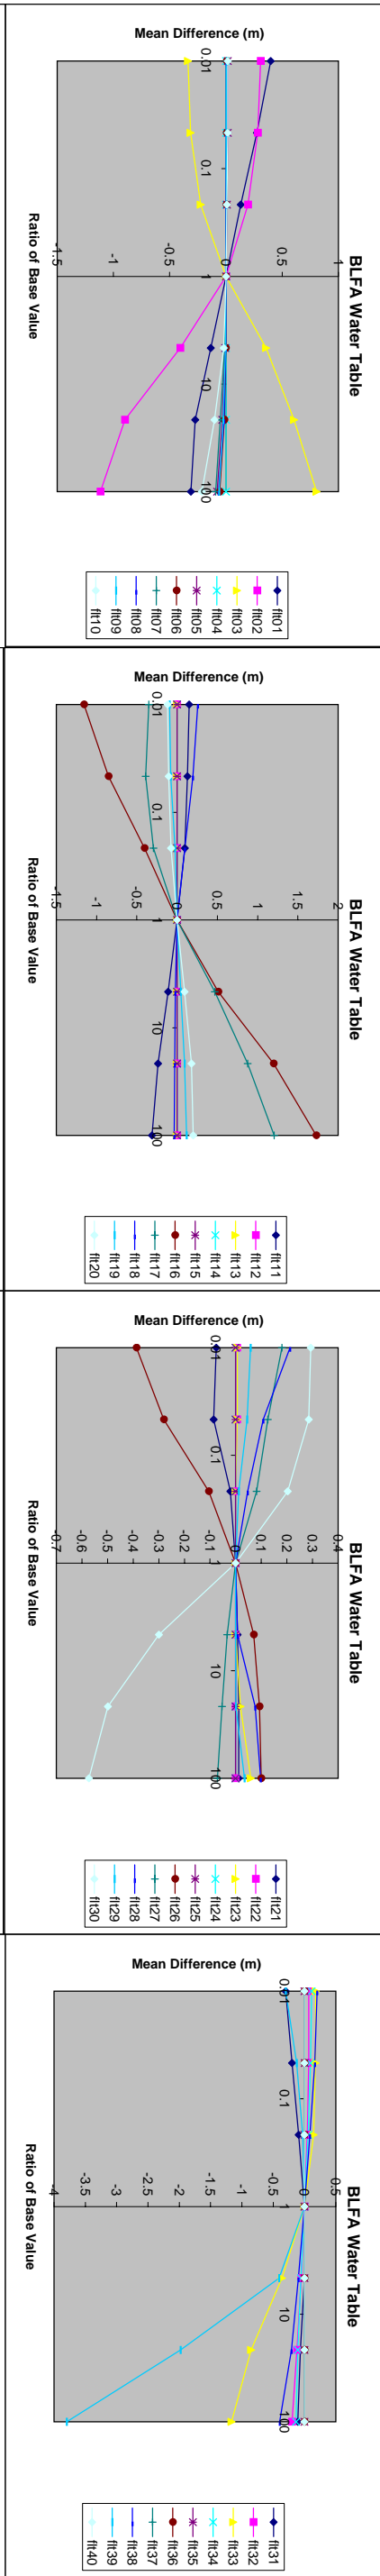 BLFA Water Table
Mean Difference (m)
1
0.5
0
-0.5
-1
-1.5
0.01 0.1 1 10 100
Ratio of Base Value
flt01
flt02
flt03
flt04
flt05
flt06
flt07
flt08
flt09
flt10
BLFA Water Table
Mean Difference (m)
2
1.5
1
0.5
0
-0.5
-1
-1.5
0.01 0.1 1 10 100
Ratio of Base Value
flt11
flt12
flt13
flt14
flt15
flt16
flt17
flt18
flt19
flt20
BLFA Water Table
Mean Difference (m)
0.4
0.3
0.2
0.1
0
-0.1
-0.2
-0.3
-0.4
-0.5
-0.6
-0.7
0.01 0.1 1 10 100
Ratio of Base Value
flt21
flt22
flt23
flt24
flt25
flt26
flt27
flt28
flt29
flt30
BLFA Water Table
Mean Difference (m)
0.5
0
-0.5
-1
-1.5
-2
-2.5
-3
-3.5
-4
0.01 0.1 1 10 100
Ratio of Base Value
flt31
flt32
flt33
flt34
flt35
flt36
flt37
flt38
flt39
flt40